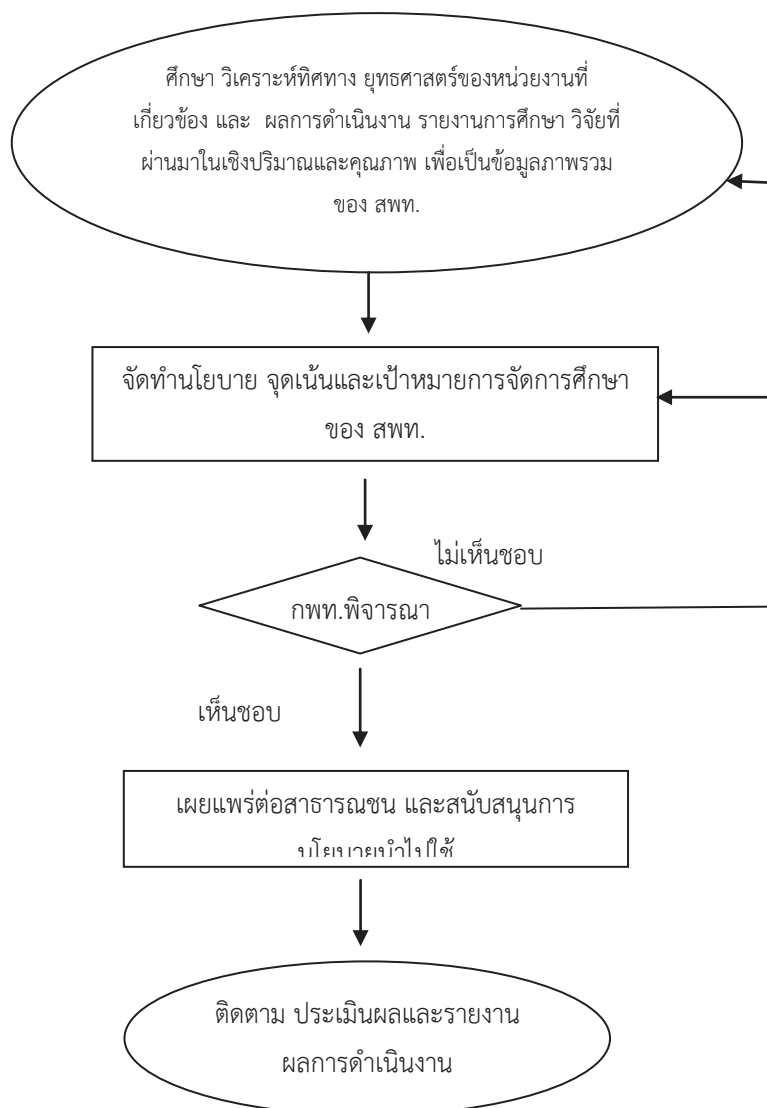 ศึกษา วิเคราะห์ทิศทาง ยุทธศาสตร์ของหน่วยงานที่
เกี่ยวข้อง และ ผลการดำเนินงาน รายงานการศึกษา วิจัยที่
ผ่านมาในเชิงปริมาณและคุณภาพ เพื่อเป็นข้อมูลภาพรวม
ของ สพท.
จัดทำนโยบาย จุดเน้นและเป้าหมายการจัดการศึกษา
ของ สพท.
ไม่เห็นชอบ
กพท.พิจารณา
เห็นชอบ
เผยแพร่ต่อสาธารณชน และสนับสนุนการ
นโยบายนำไปใช้
ติดตาม ประเมินผลและรายงาน
ผลการดำเนินงาน